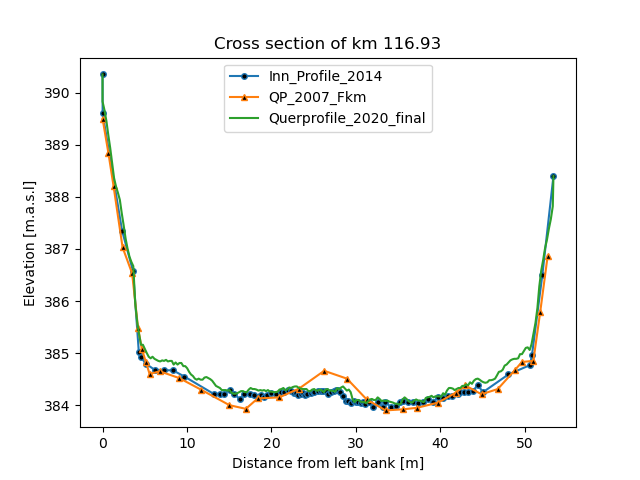 Cross section of km 116.93
Inn_Profile_2014
QP_2007_Fkm
Querprofile_2020_final
Elevation [m.a.s.l]
390
389
388
387
386
385
384
0 10 20 30 40 50
Distance from left bank [m]